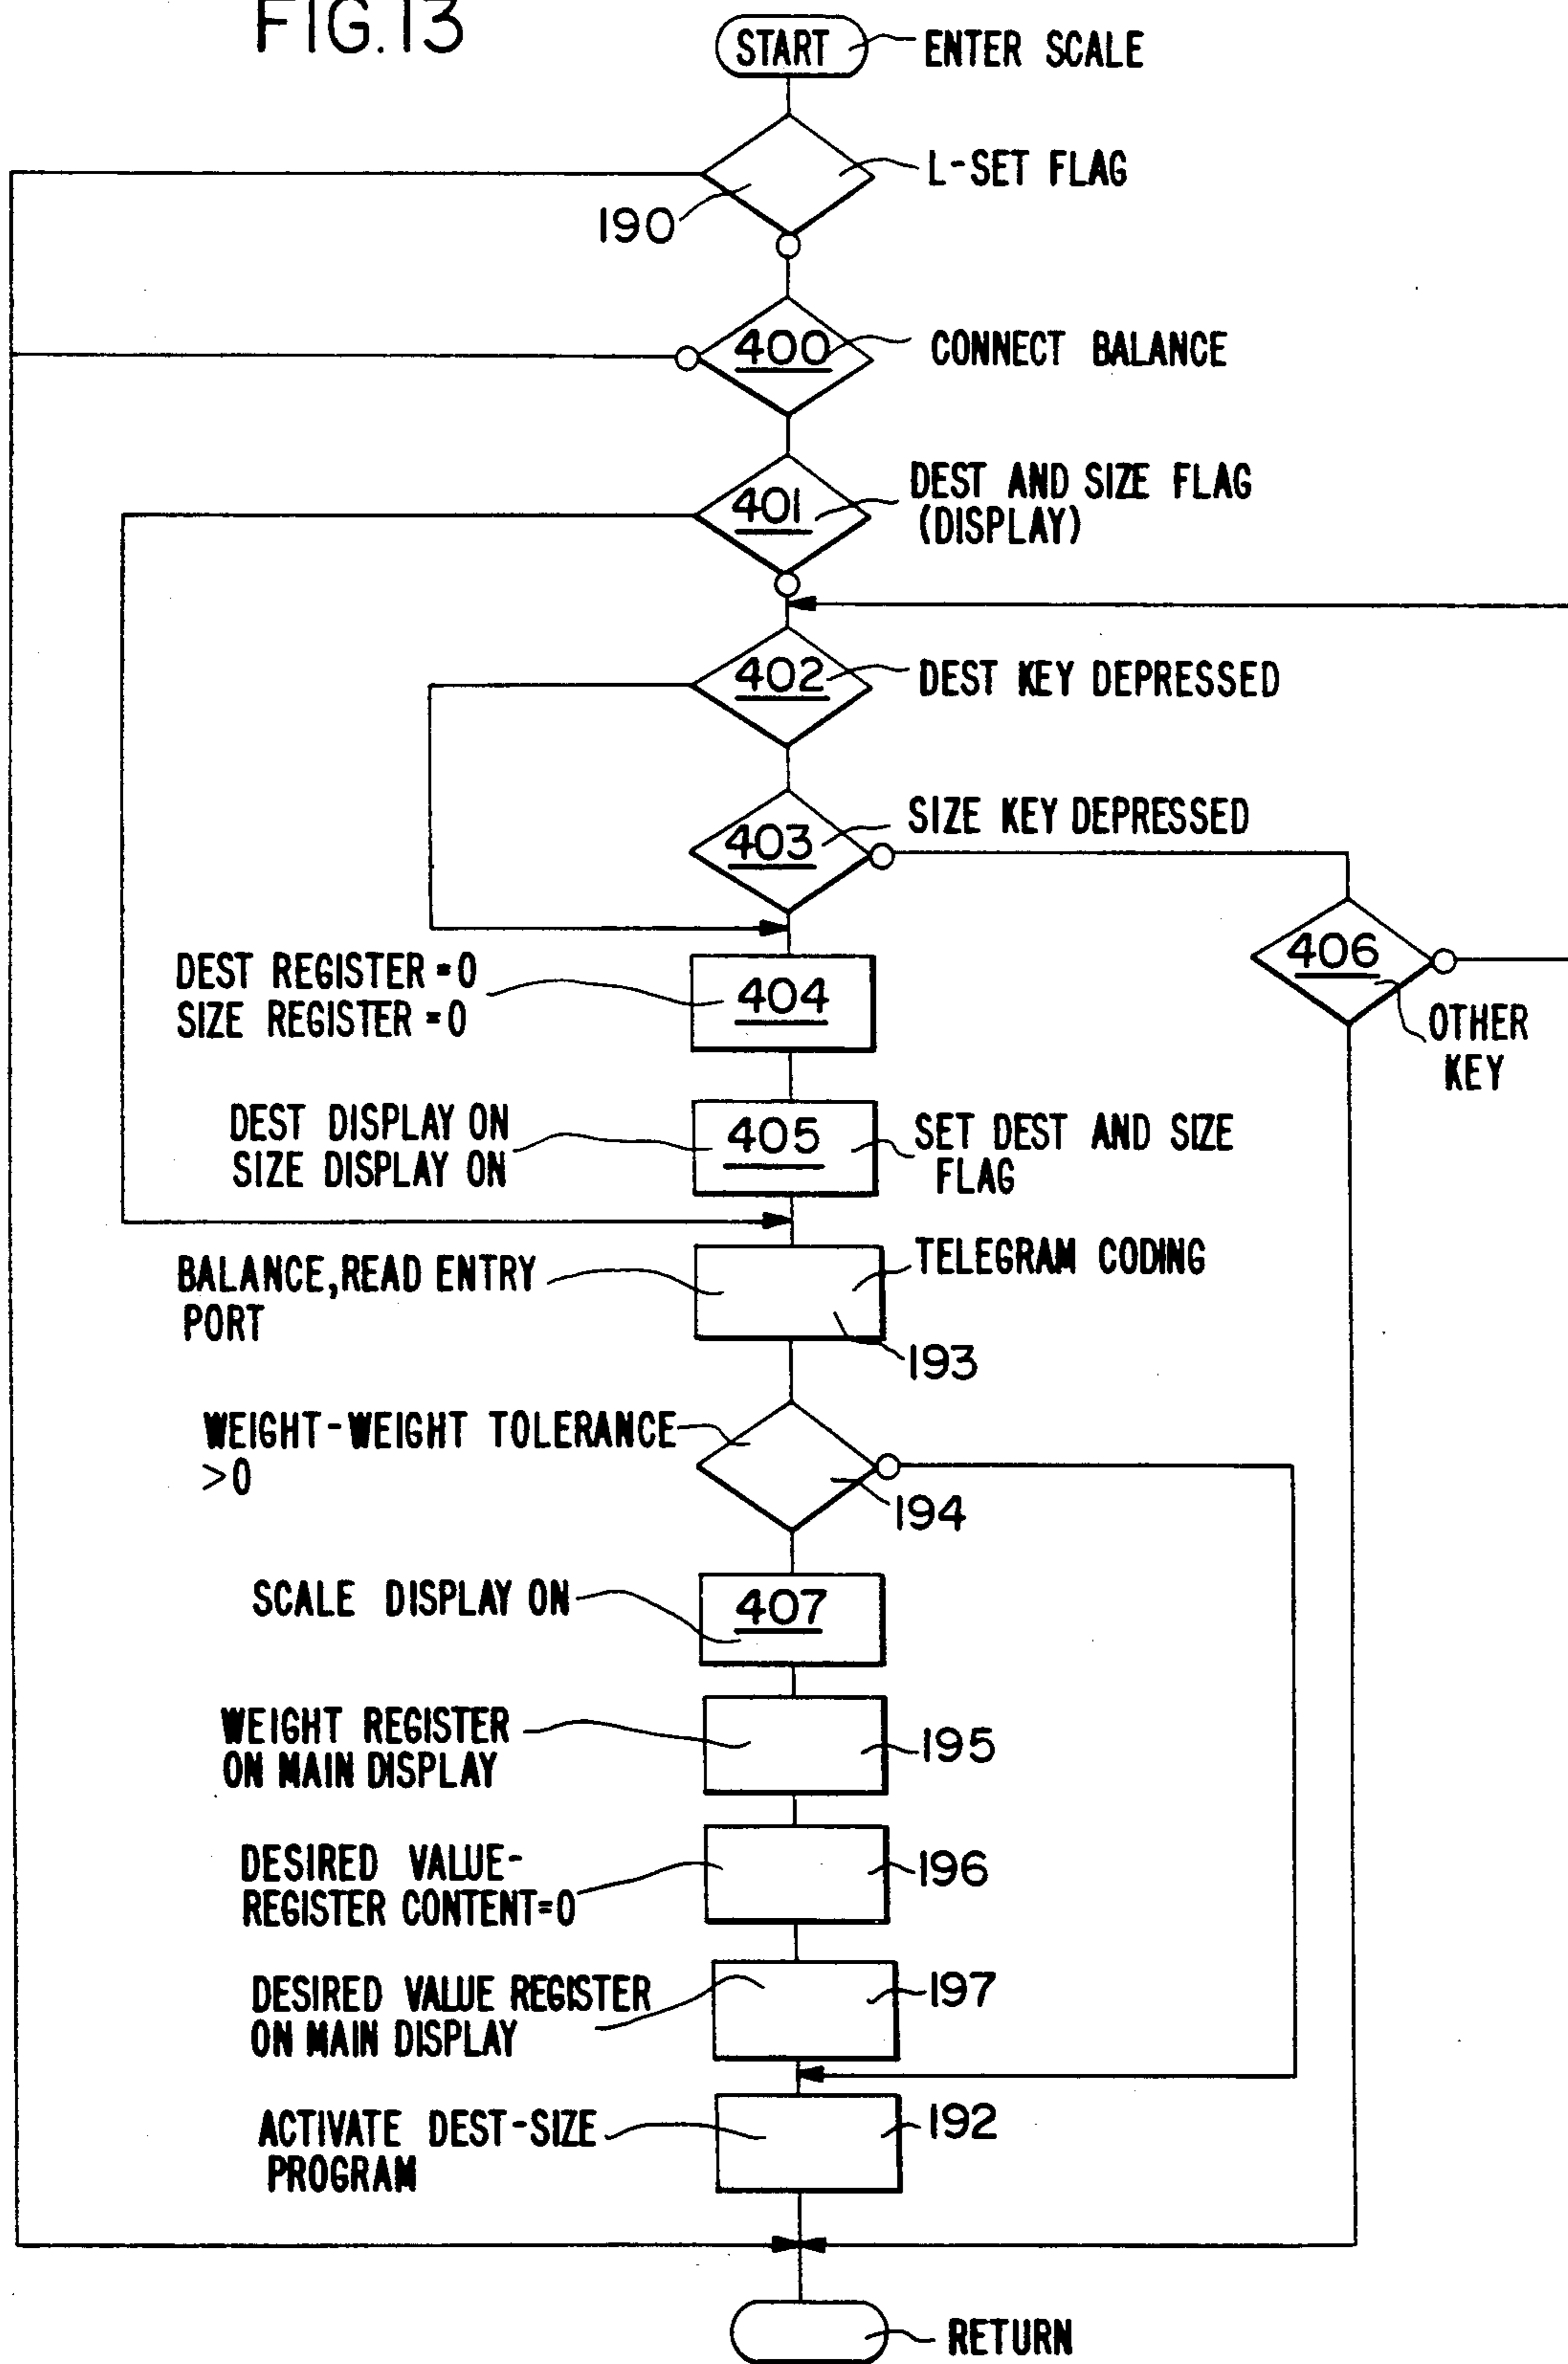 FIG.13
START
ENTER SCALE
L-SET FLAG
190
400
CONNECT BALANCE
401
DEST AND SIZE FLAG
(DISPLAY)
402
DEST KEY DEPRESSED
403
SIZE KEY DEPRESSED
406
OTHER
KEY
DEST REGISTER=0
SIZE REGISTER=0
404
DEST DISPLAY ON
SIZE DISPLAY ON
405
SET DEST AND SIZE
FLAG
BALANCE,READ ENTRY
PORT
TELEGRAM CODING
193
WEIGHT-WEIGHT TOLERANCE
>0
194
SCALE DISPLAY ON
407
WEIGHT REGISTER
ON MAIN DISPLAY
195
DESIRED VALUE-
REGISTER CONTENT=0
196
DESIRED VALUE REGISTER
ON MAIN DISPLAY
197
ACTIVATE DEST-SIZE
PROGRAM
192
RETURN